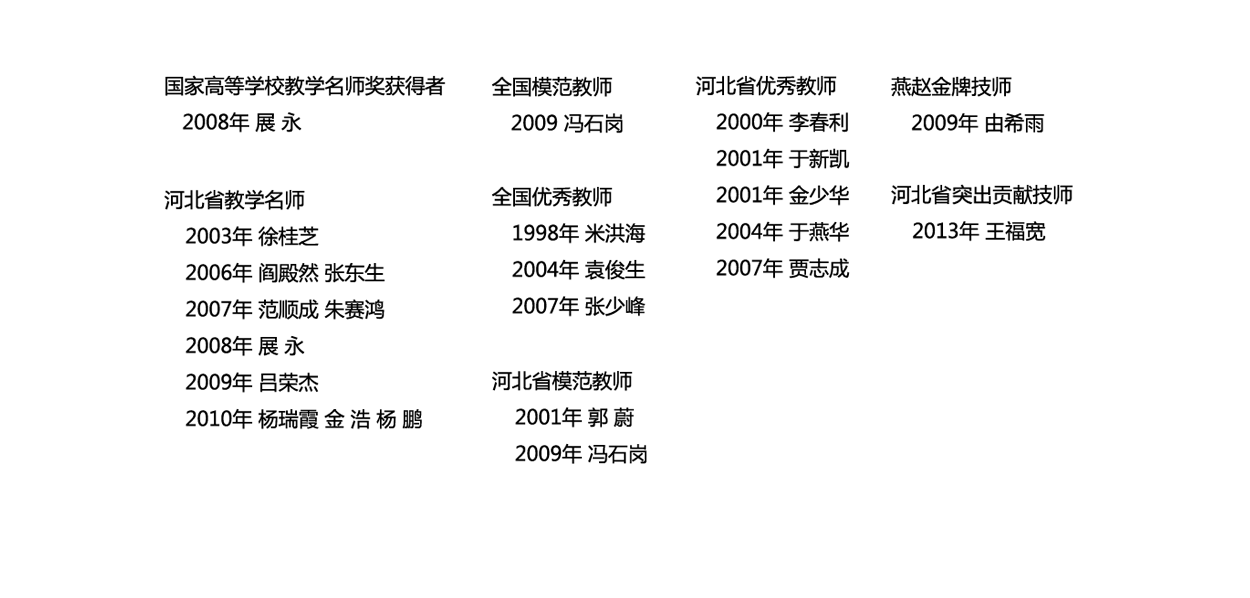 国家高等学校教学名师奖获得者
2008年 展 永
河北省教学名师
2003年 徐桂芝
2006年 阎殿然 张东生
2007年 范顺成 朱赛鸿
2008年 展 永
2009年 吕荣杰
2010年 杨瑞霞 金 浩 杨 鹏
全国模范教师
2009 冯石岗
全国优秀教师
1998年 米洪海
2004年 袁俊生
2007年 张少峰
河北省模范教师
2001年 郭 蔚
2009年 冯石岗
河北省优秀教师
2000年 李春利
2001年 于新凯
2001年 金少华
2004年 于燕华
2007年 贾志成
燕赵金牌技师
2009年 由希雨
河北省突出贡献技师
2013年 王福宽